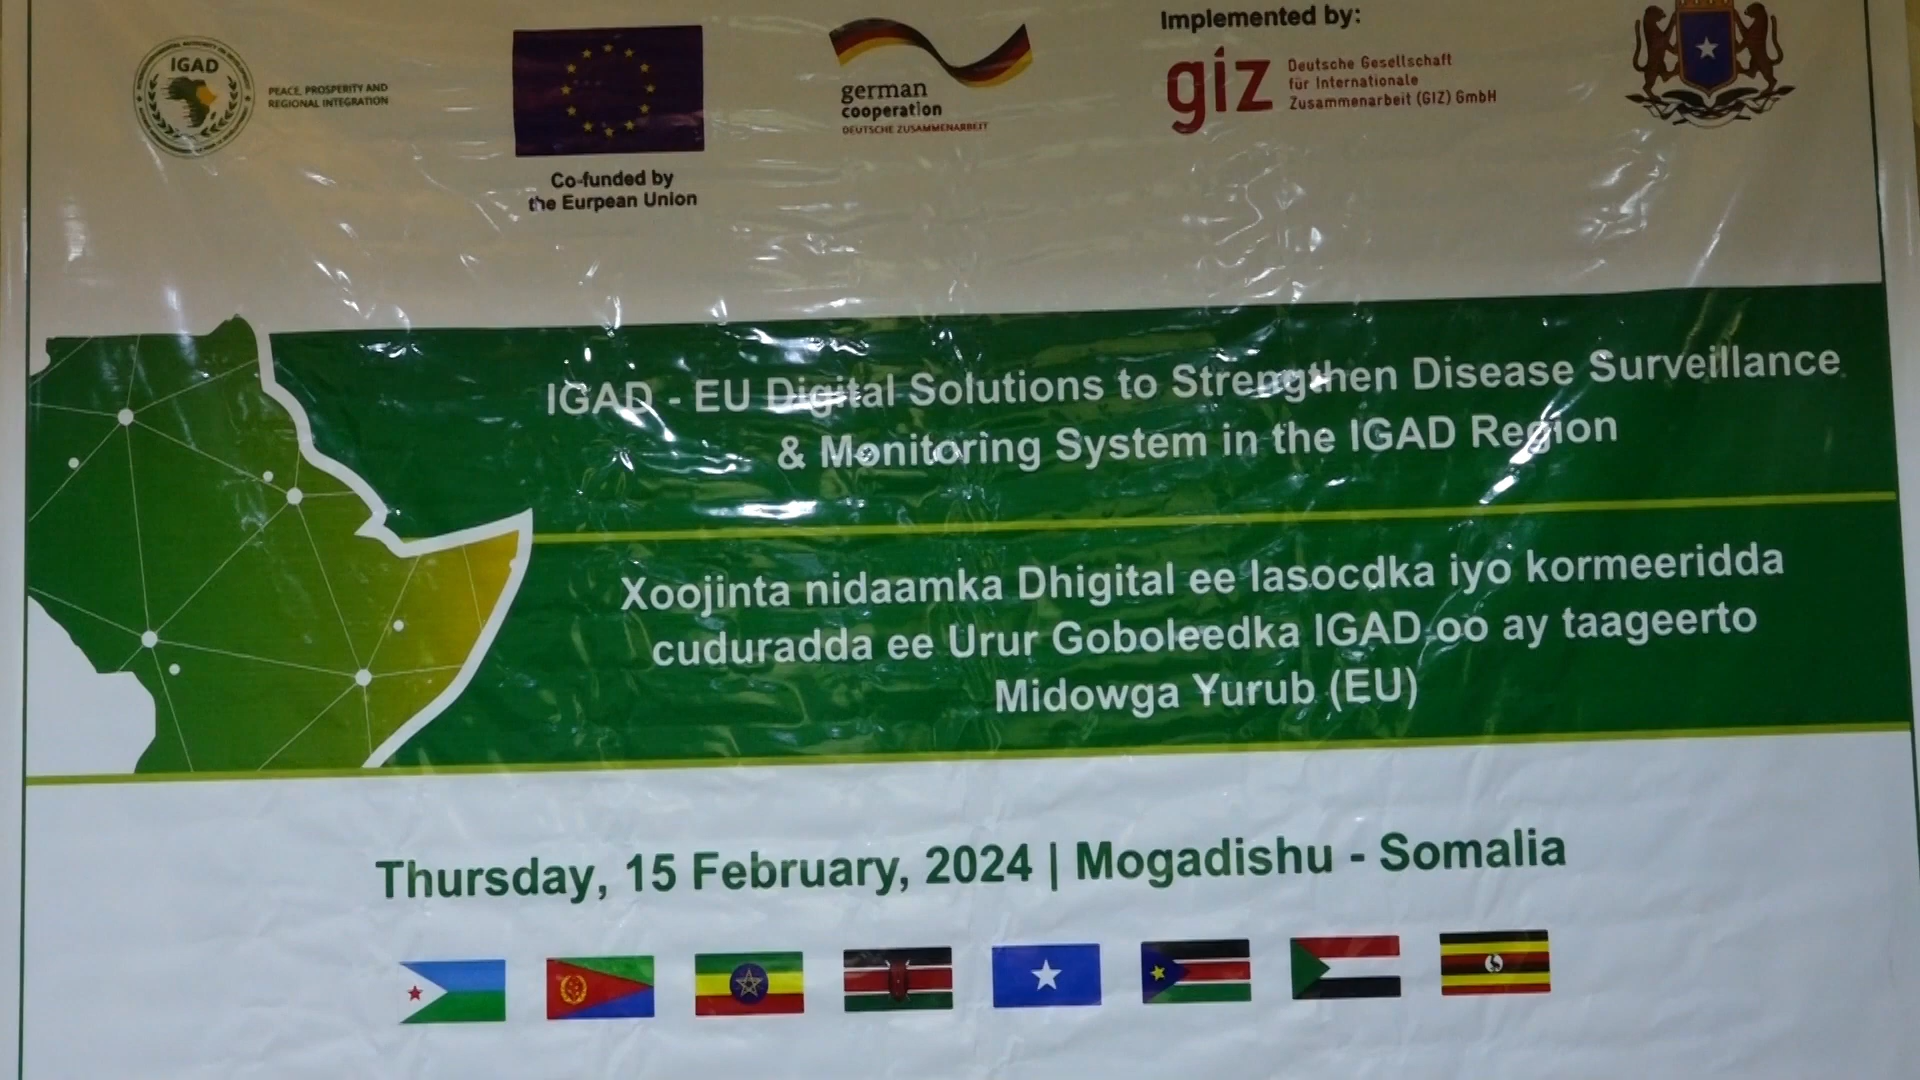 IGAD
PEACE, PROSPERITY AND
REGIONAL INTEGRATION
Co-funded by
the Eurpean Union
german
cooperation
DEUTSCHE ZUSAMMENARBEIT
Implemented by:
giz
Deutsche Gesellschaft
für Internationale
Zusammenarbeit (GIZ) GmbH
IGAD - EU Digital Solutions to Strengthen Disease Surveillance
& Monitoring System in the IGAD Region
Xoojinta nidaamka Dhigital ee lasocdka iyo kormeeridda
cuduradda ee Urur Goboleedka IGAD oo ay taageerto
Midowga Yurub (EU)
Thursday, 15 February, 2024 | Mogadishu - Somalia